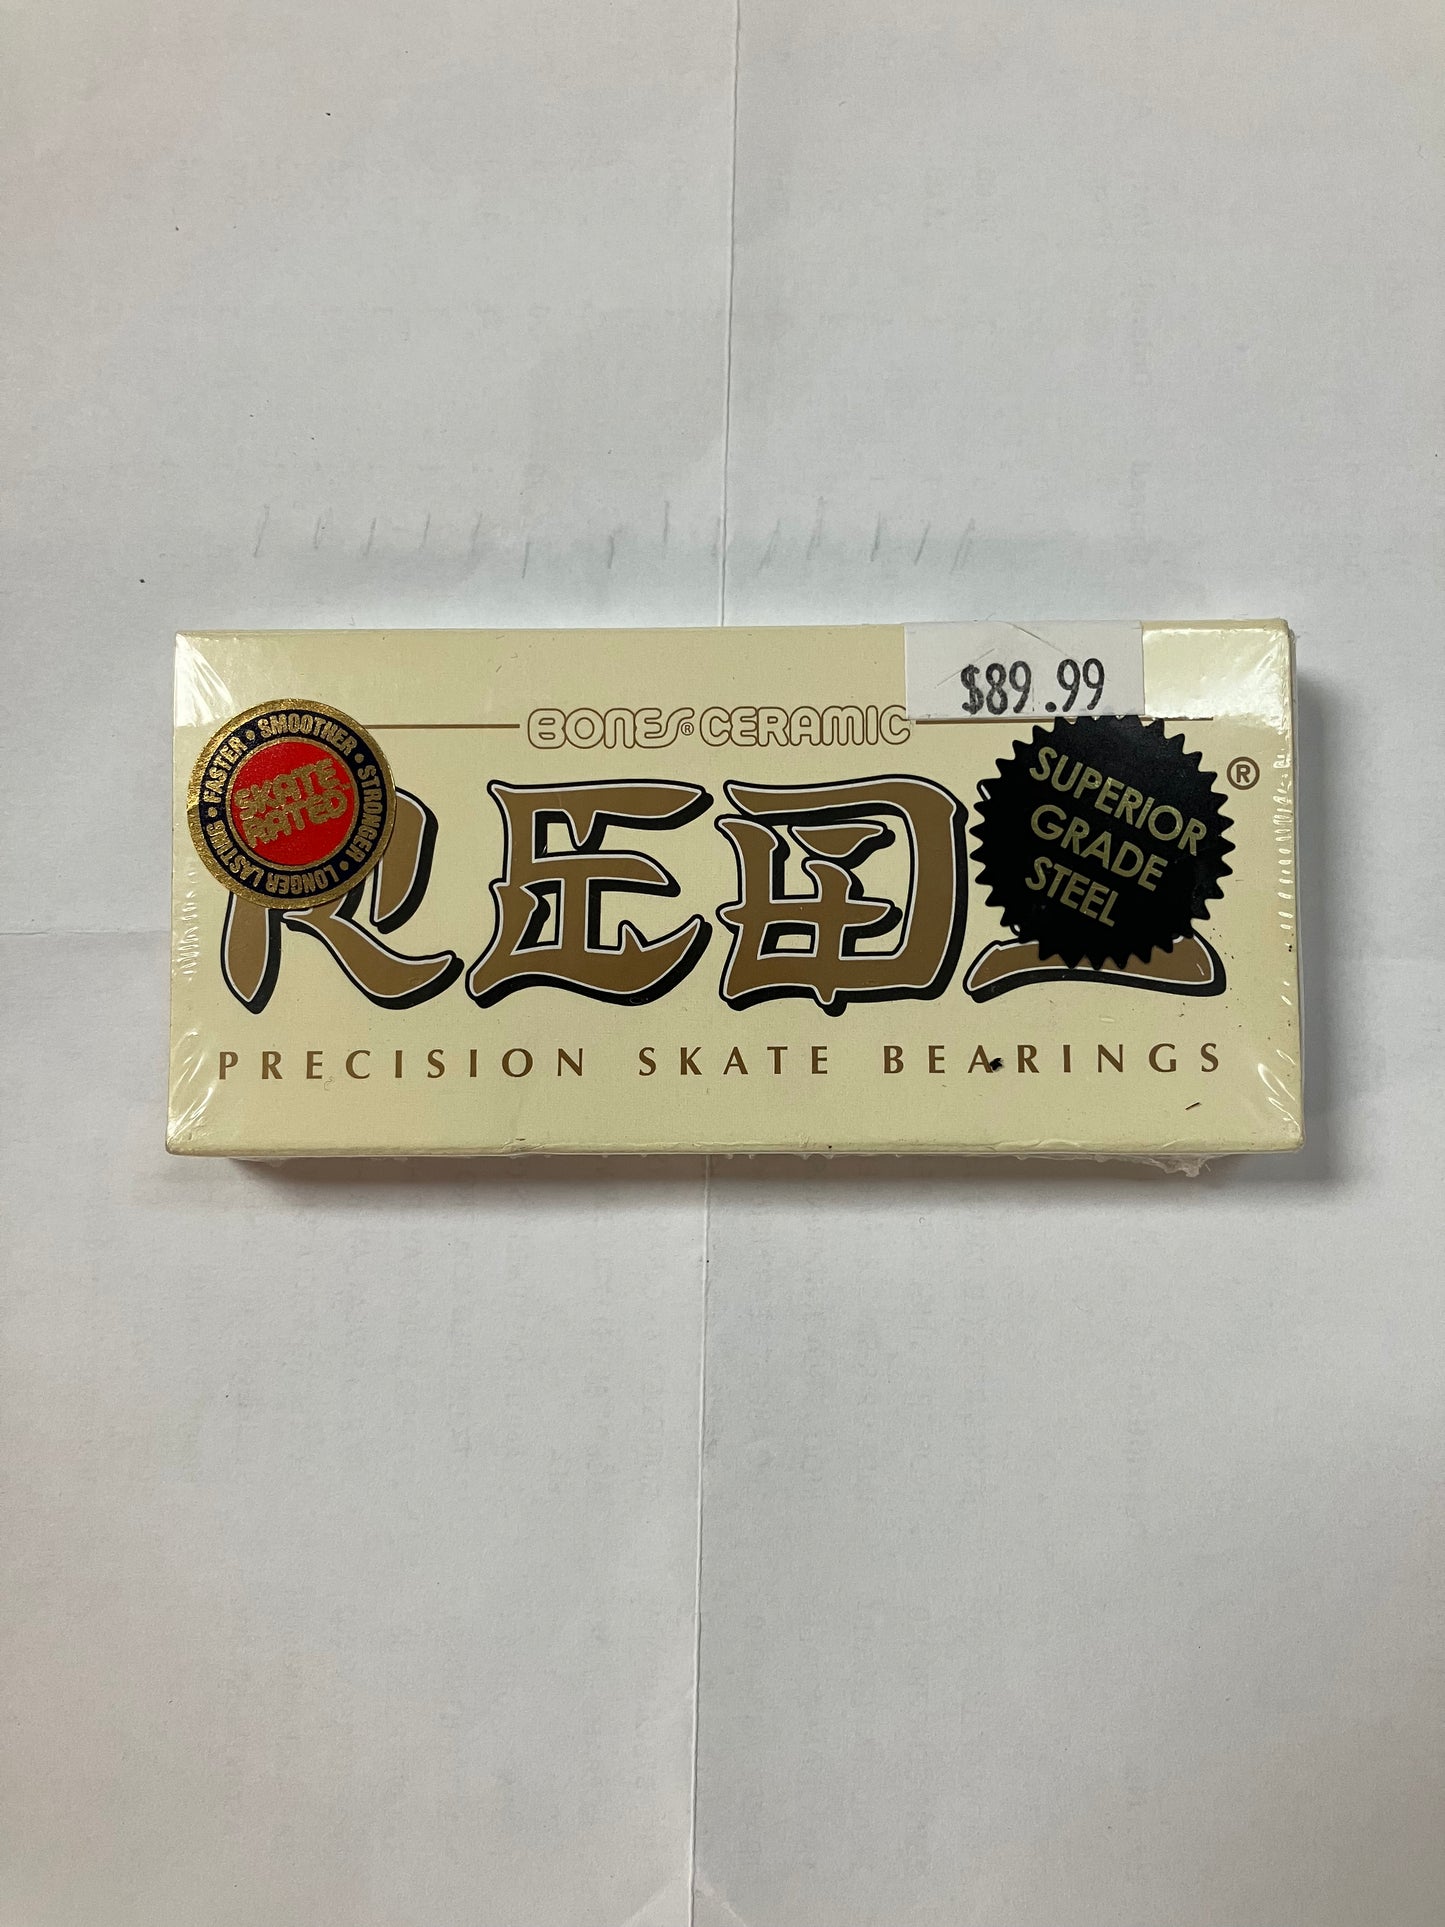 $89.99
BONES® CERAMIC
REDS®
SKATE
RATED
FASTER • SMOOTHER • STRONGER • LONGER LASTING •
SUPERIOR
GRADE
STEEL
PRECISION SKATE BEARINGS